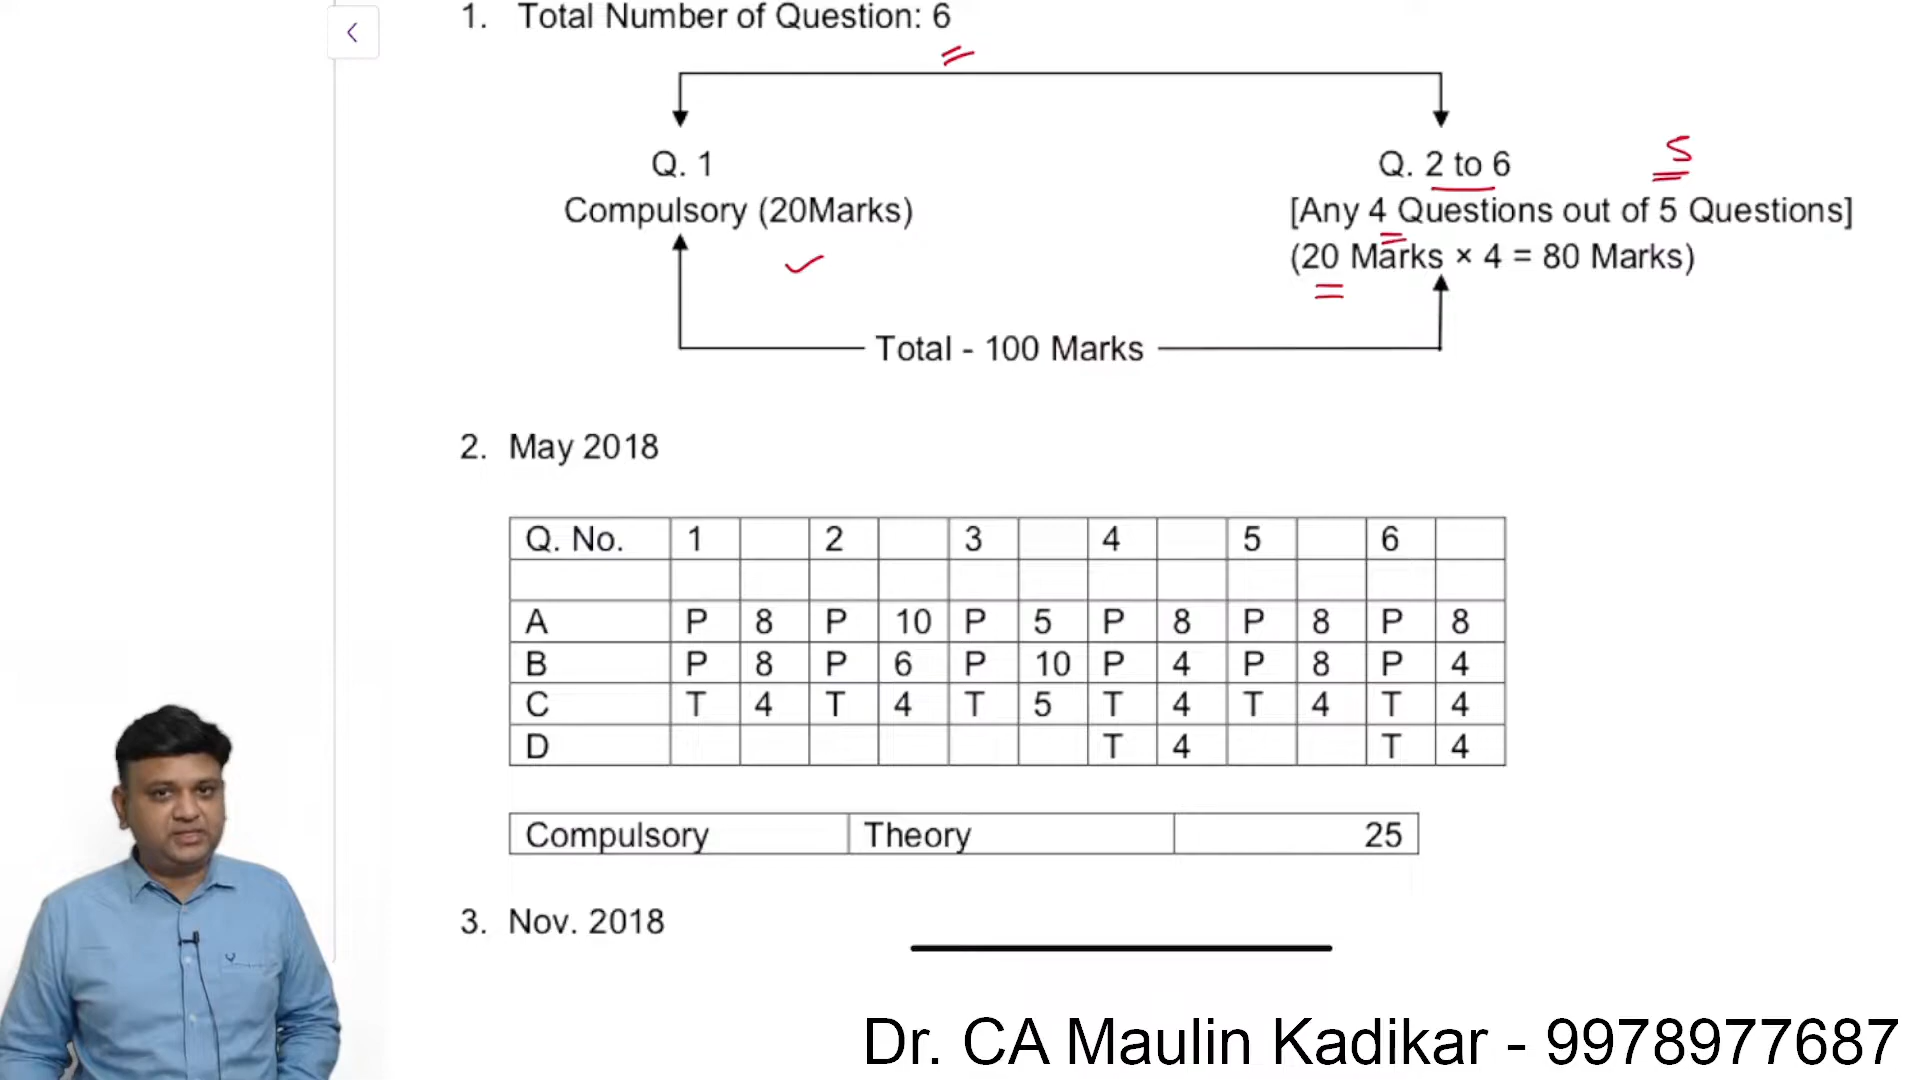 1. Total Number of Question: 6
Q. 1
Q. 2 to 6
5
Compulsory (20Marks)
[Any 4 Questions out of 5 Questions]
(20 Marks × 4 = 80 Marks)
Total - 100 Marks
2. May 2018
Q. No. 1 2 3 4 5 6
A P 8 P 10 P 5 P 8 P 8 P 8
B P 8 P 6 P 10 P 4 P 8 P 4
C T 4 T 4 T 5 T 4 T 4 T 4
D T 4 T 4
Compulsory Theory 25
3. Nov. 2018
Dr. CA Maulin Kadikar - 9978977687